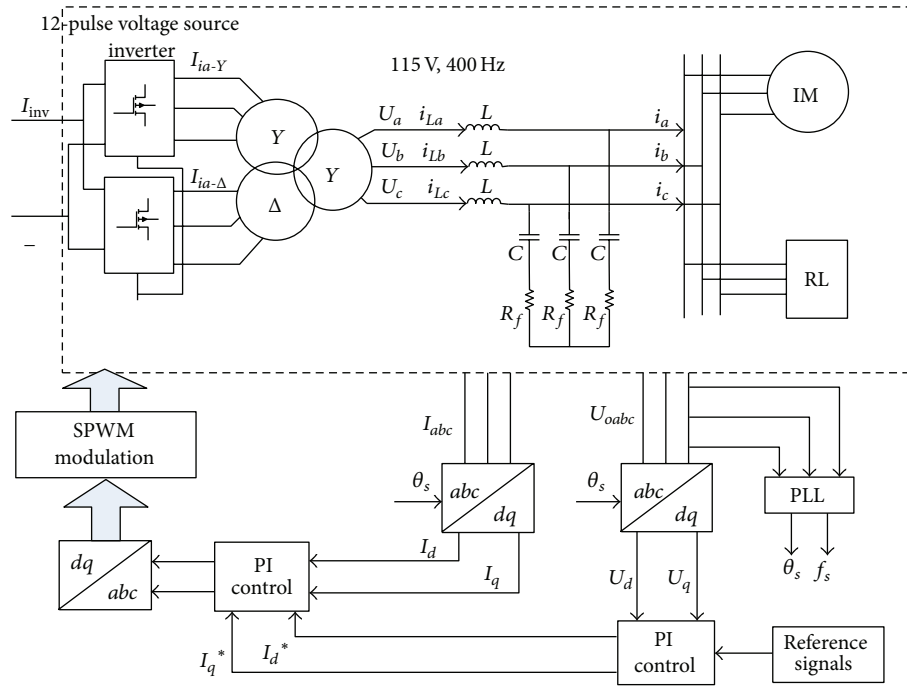 12-pulse voltage source
inverter
115 V, 400 Hz
I_inv
−
I_ia-Y
I_ia-Δ
Y
Δ
Y
U_a i_La L
U_b i_Lb L
U_c i_Lc L
i_a
i_b
i_c
C C C
R_f R_f R_f
IM
RL
SPWM
modulation
I_abc
U_oabc
θ_s
abc
dq
θ_s
abc
dq
PLL
θ_s f_s
dq
abc
PI
control
I_d
I_q
U_d U_q
I_q* I_d*
PI
control
Reference
signals